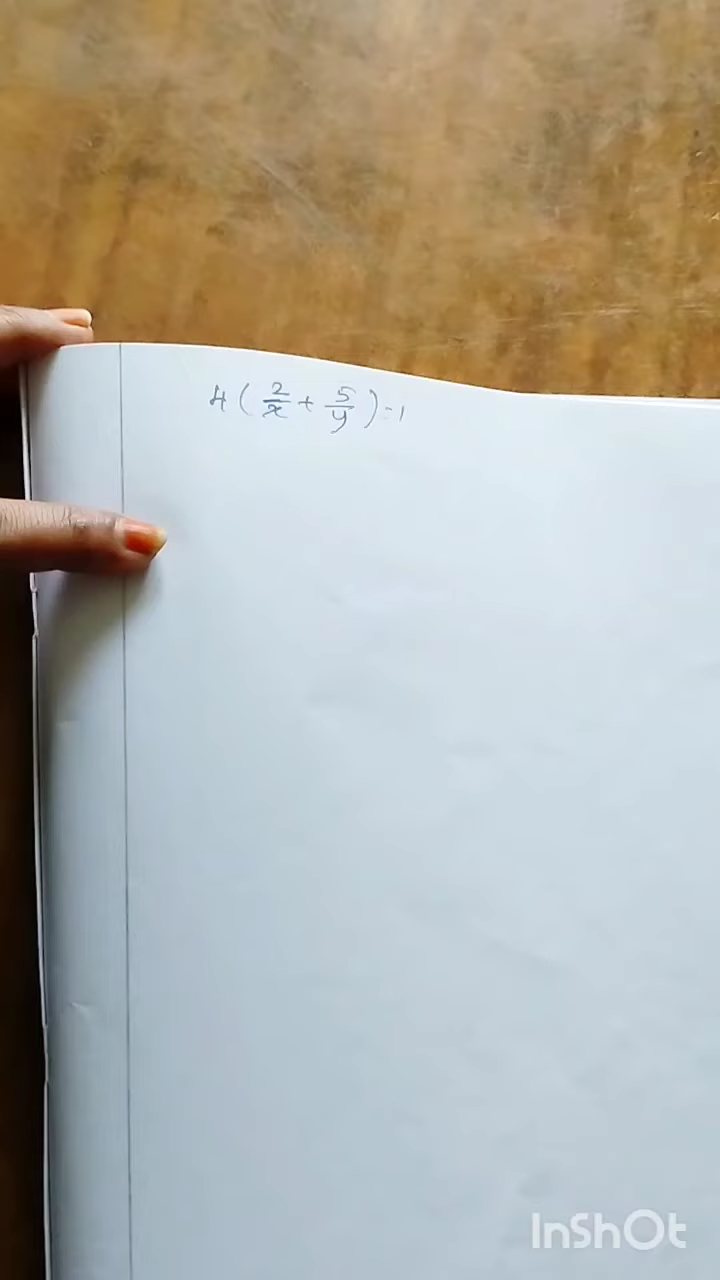 4(2/x + 5/y) = 1
InShOt